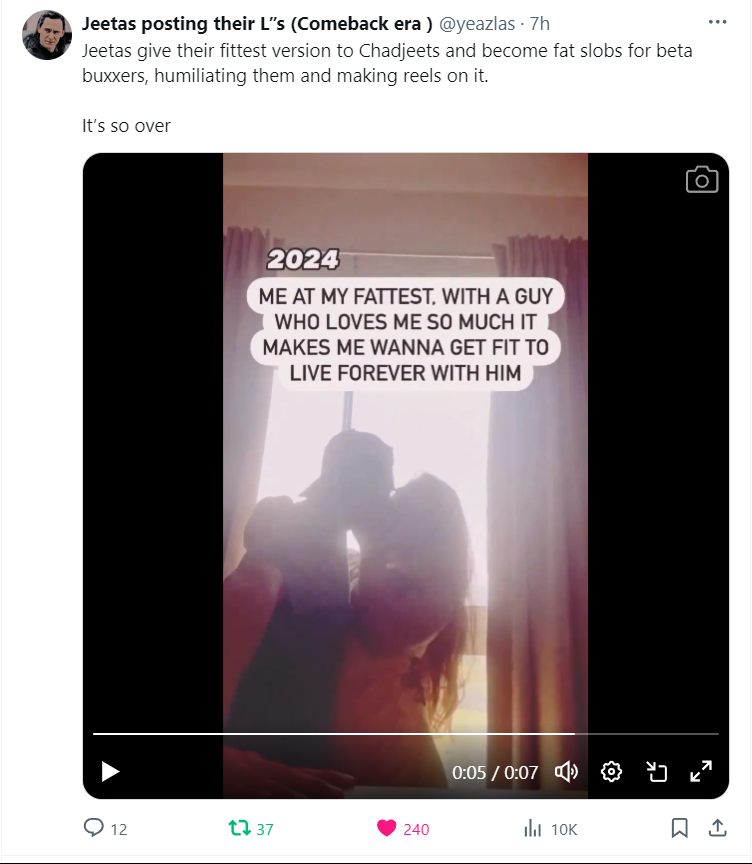 Jeetas posting their L"s (Comeback era ) @yeazlas · 7h
Jeetas give their fittest version to Chadjeets and become fat slobs for beta
buxxers, humiliating them and making reels on it.
It's so over
2024
ME AT MY FATTEST, WITH A GUY
WHO LOVES ME SO MUCH IT
MAKES ME WANNA GET FIT TO
LIVE FOREVER WITH HIM
0:05 / 0:07
12 37 240 10K